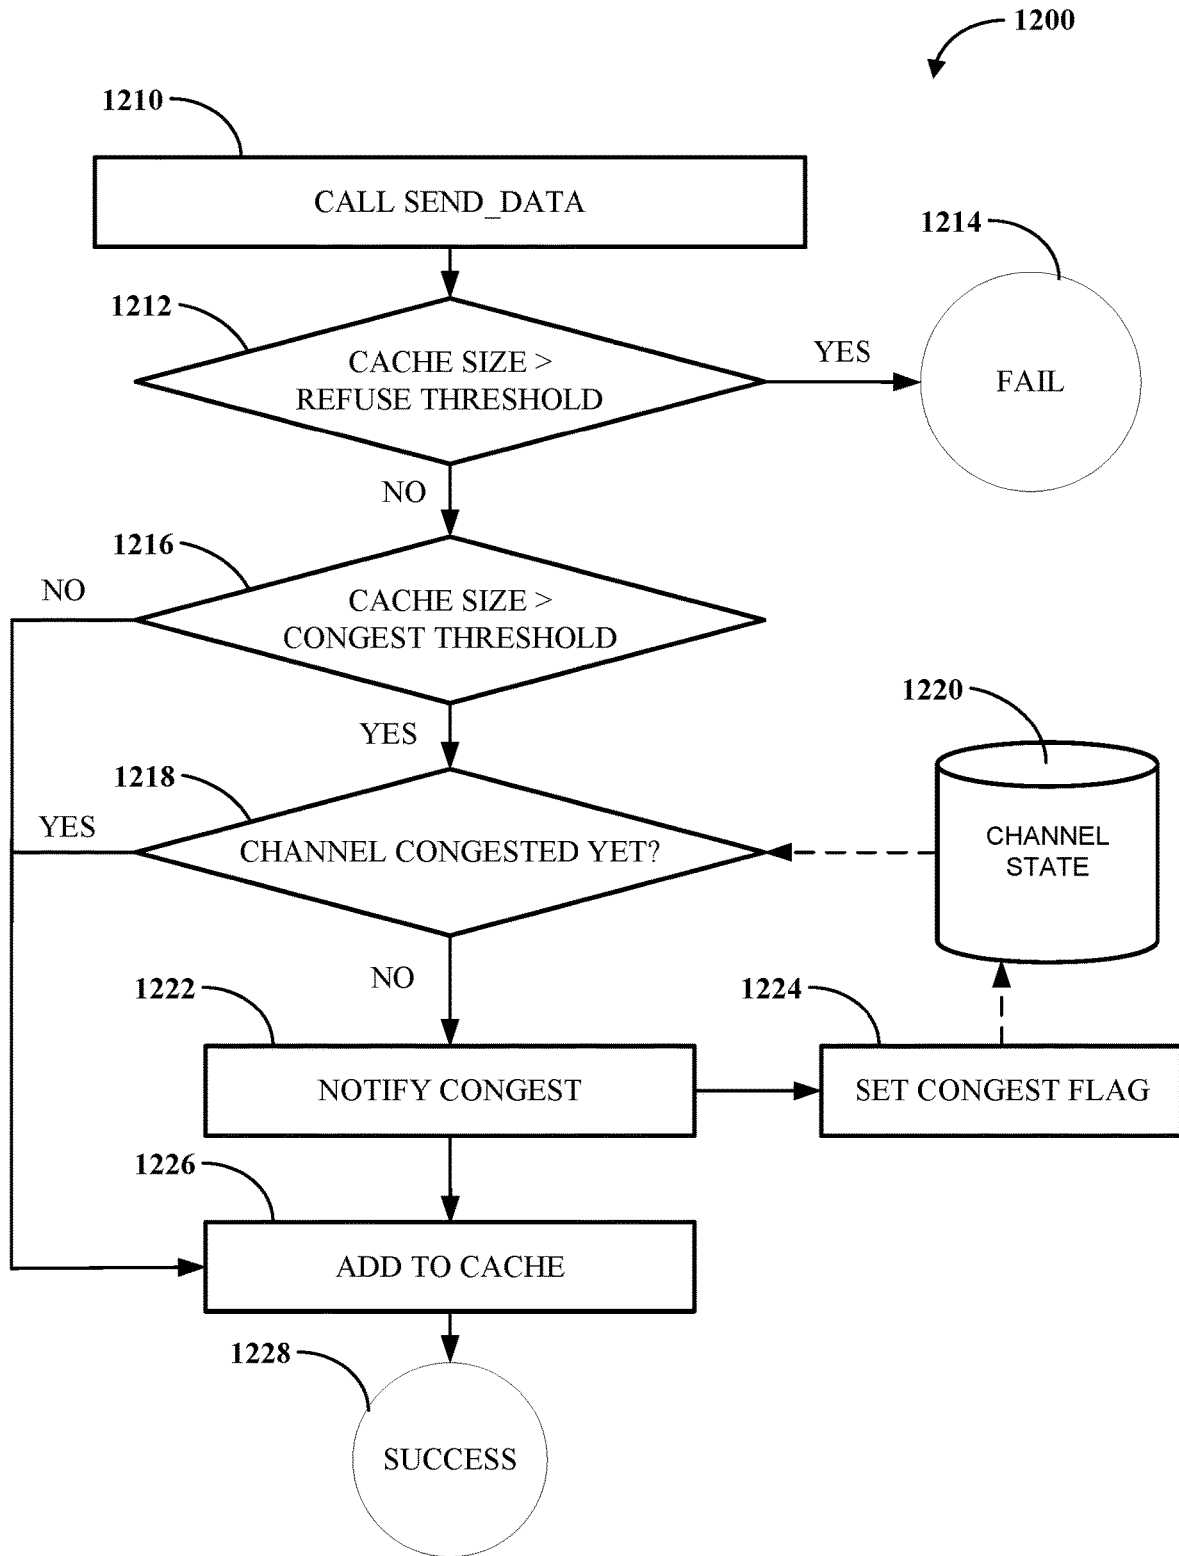 1200
1210
CALL SEND_DATA
1214
1212
CACHE SIZE >
REFUSE THRESHOLD
YES
FAIL
NO
1216
NO
CACHE SIZE >
CONGEST THRESHOLD
1220
YES
1218
YES
CHANNEL CONGESTED YET?
CHANNEL
STATE
NO
1222
1224
NOTIFY CONGEST
SET CONGEST FLAG
1226
ADD TO CACHE
1228
SUCCESS